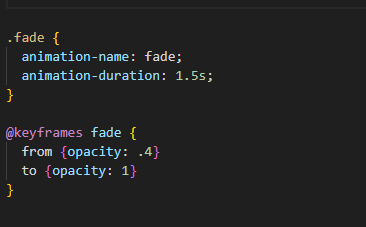 .fade {
  animation-name: fade;
  animation-duration: 1.5s;
}
@keyframes fade {
  from {opacity: .4}
  to {opacity: 1}
}